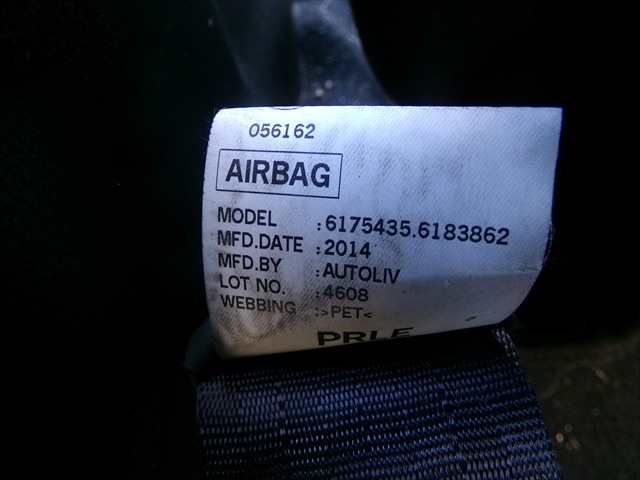 056162
AIRBAG
MODEL :6175435.6183862
MFD.DATE :2014
MFD.BY :AUTOLIV
LOT NO. :4608
WEBBING :>PET<